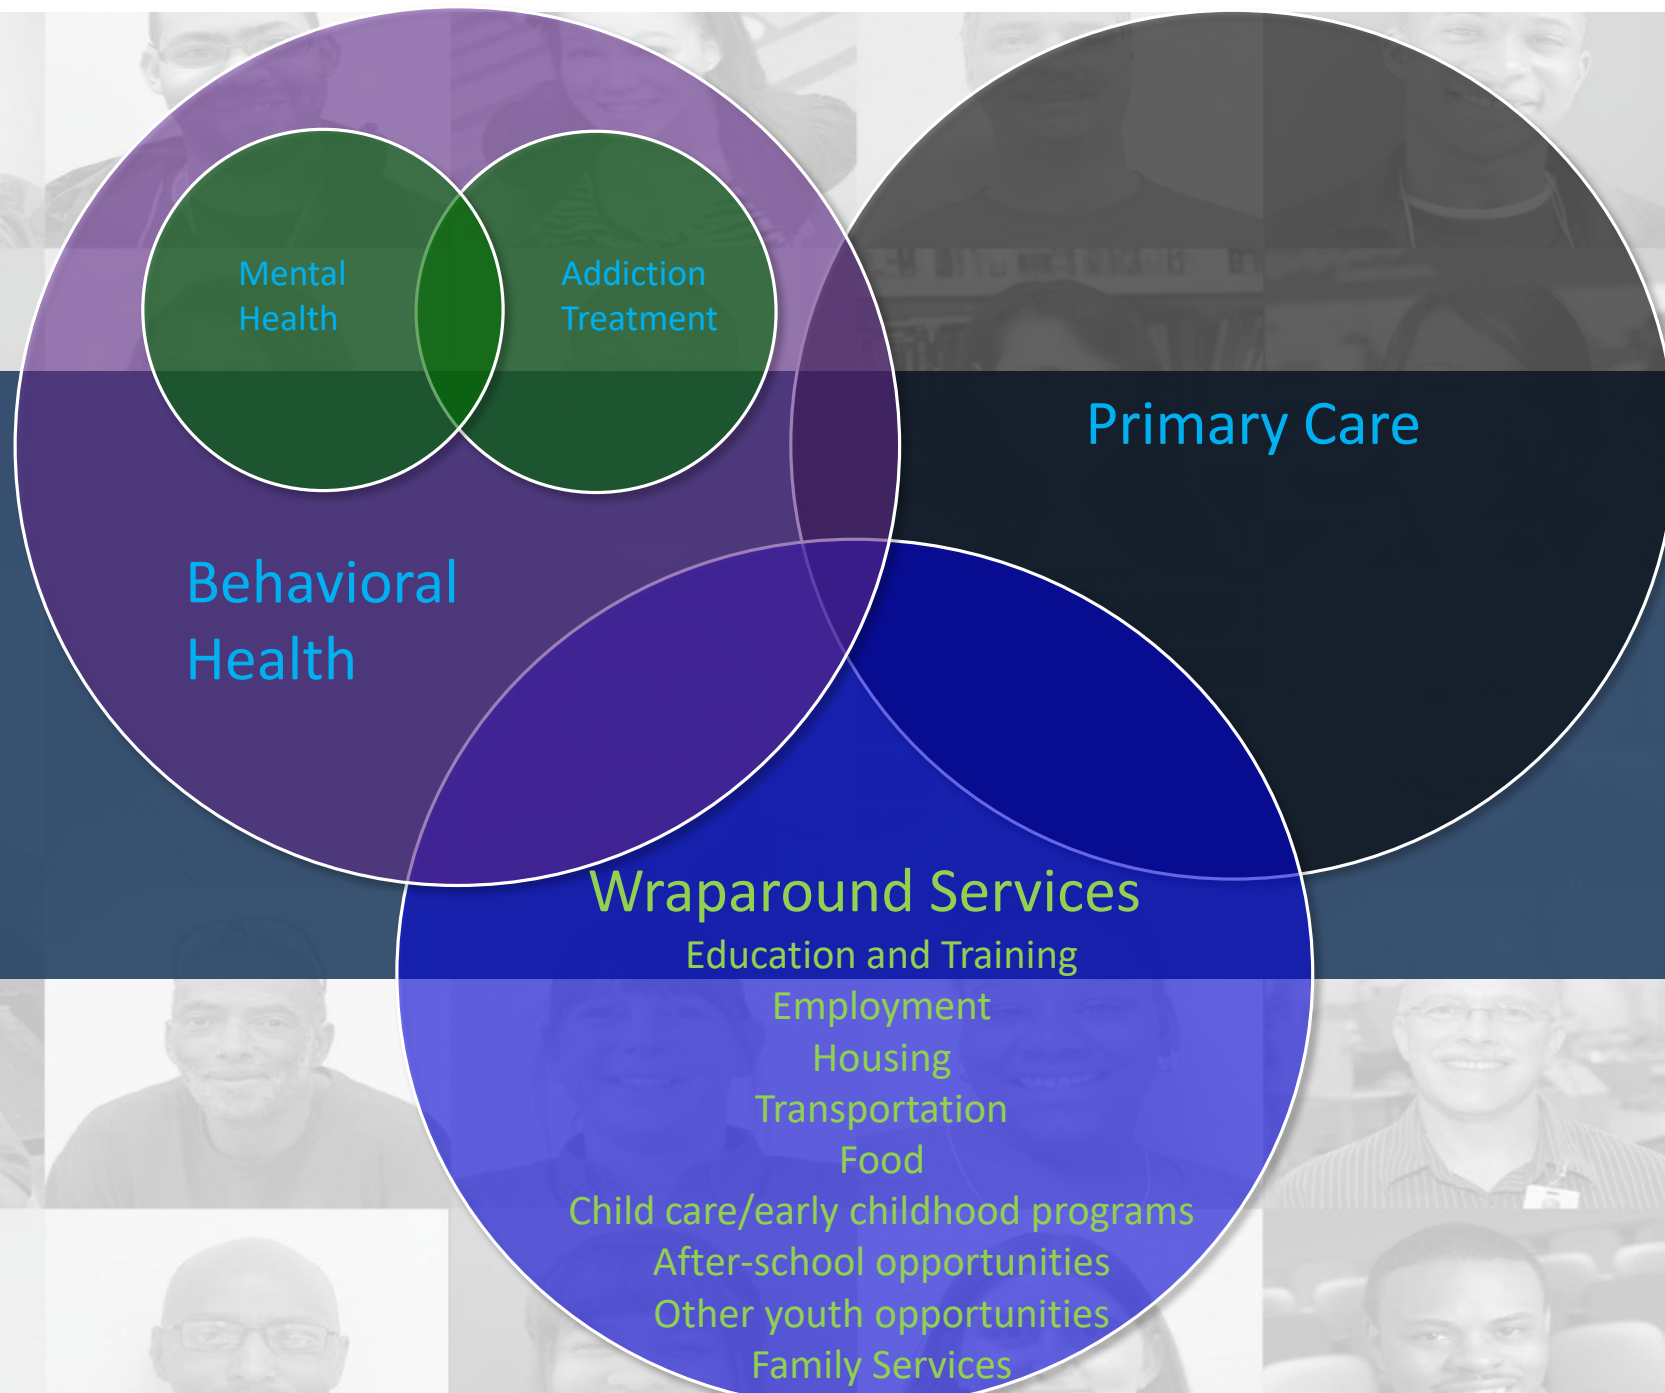 Mental
Health
Addiction
Treatment
Primary Care
Behavioral
Health
Wraparound Services
Education and Training
Employment
Housing
Transportation
Food
Child care/early childhood programs
After-school opportunities
Other youth opportunities
Family Services